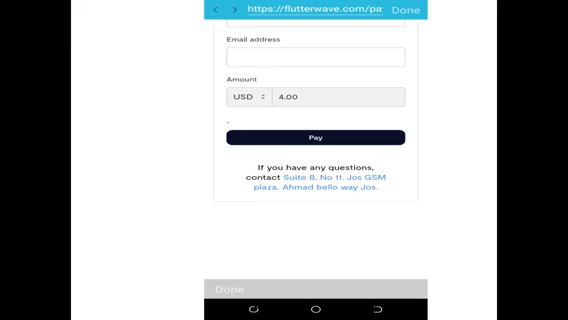 https://flutterwave.com/pa
Done
Email address
Amount
USD
4.00
Pay
If you have any questions,
contact Suite B, No 11. Jos GSM
plaza, Ahmad bello way Jos.
Done